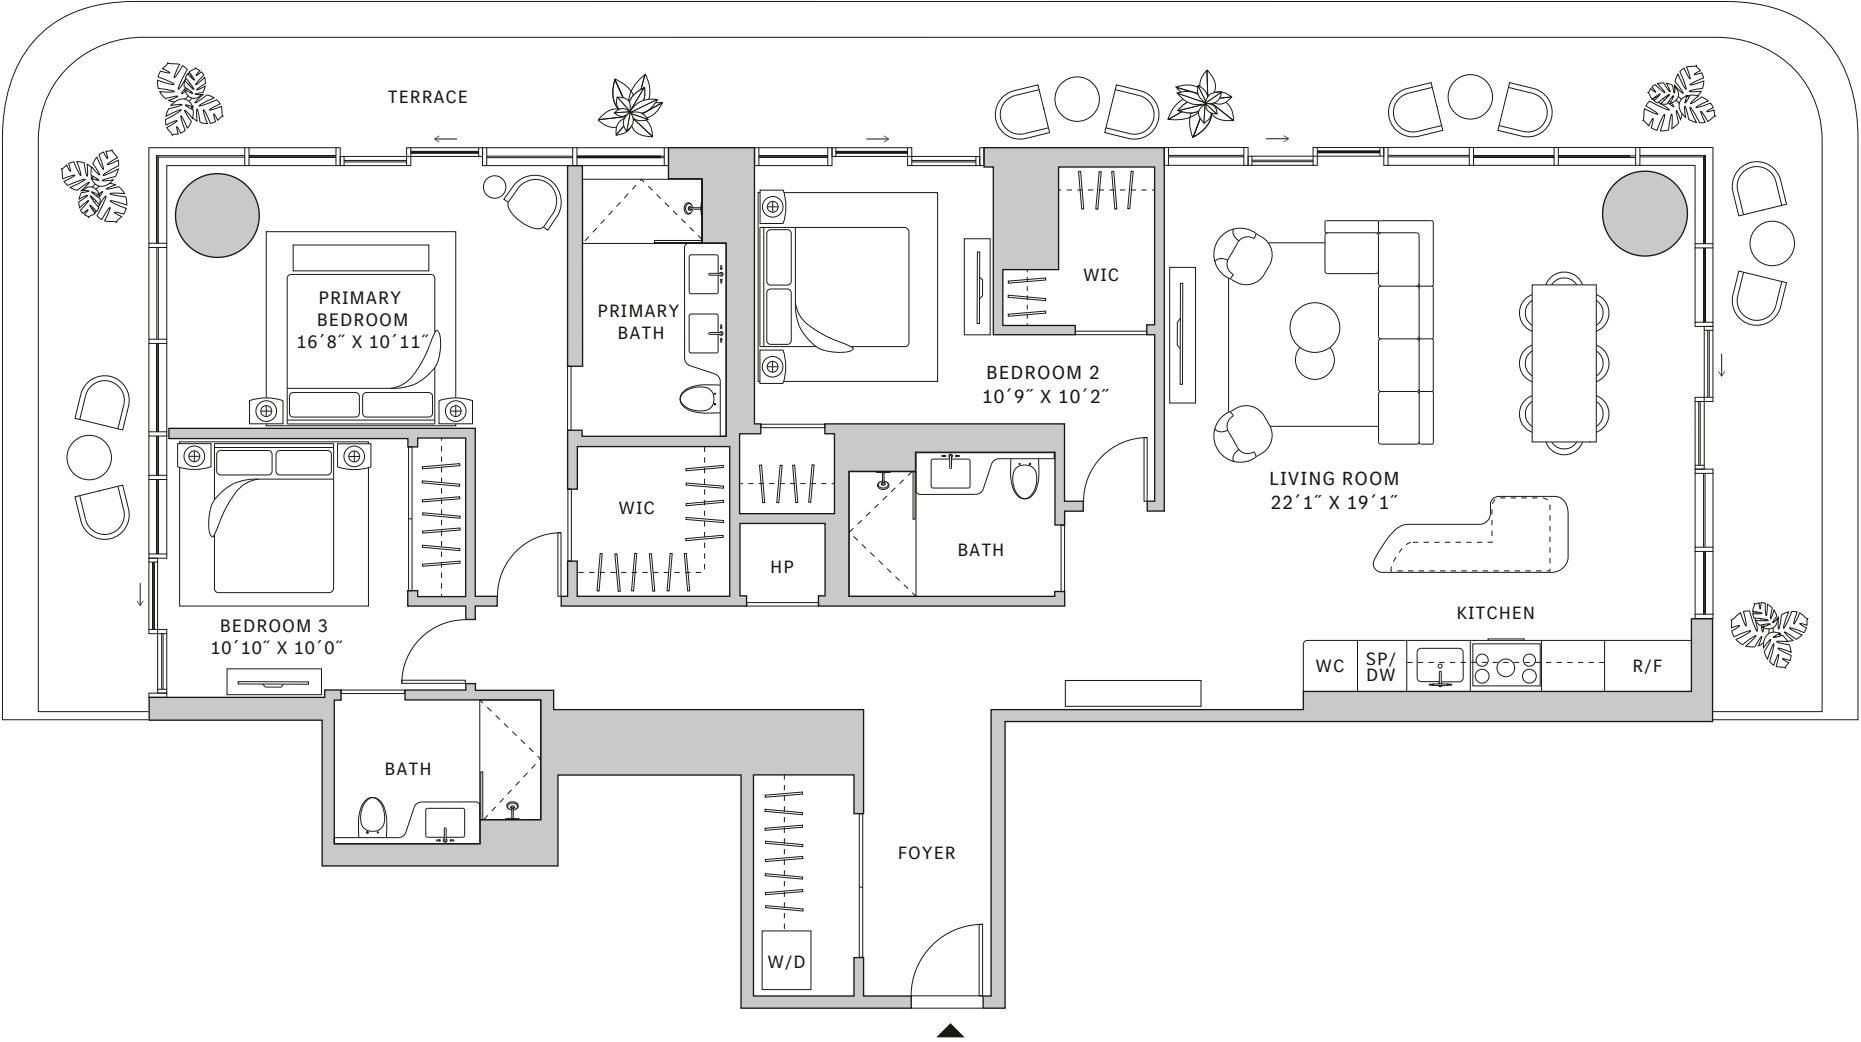 TERRACE
PRIMARY
BEDROOM
16´8˝ X 10´11˝
PRIMARY
BATH
WIC
BEDROOM 2
10´9˝ X 10´2˝
LIVING ROOM
22´1˝ X 19´1˝
WIC
HP
BATH
KITCHEN
BEDROOM 3
10´10˝ X 10´0˝
WC
SP/
DW
R/F
BATH
FOYER
W/D